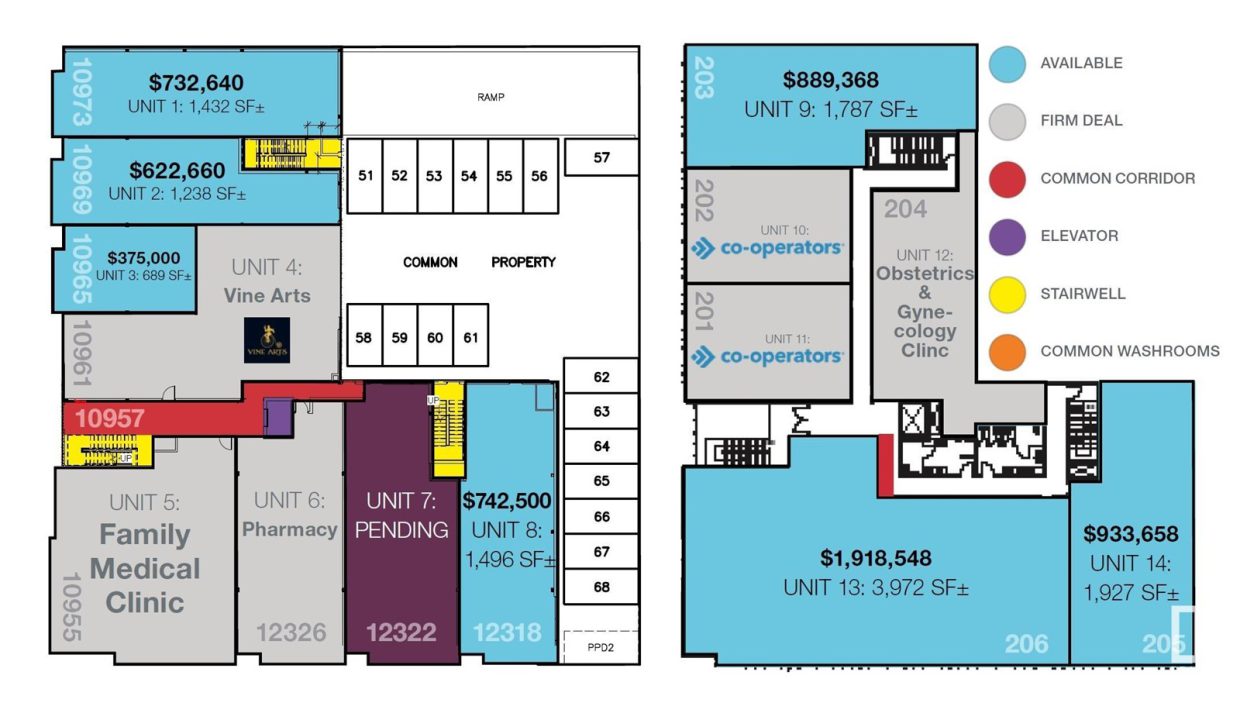 10973
$732,640
UNIT 1: 1,432 SF±
RAMP
10969
$622,660
UNIT 2: 1,238 SF±
51
52
53
54
55
56
57
10965
$375,000
UNIT 3: 689 SF±
UNIT 4:
Vine Arts
VINE ARTS
COMMON PROPERTY
10961
58
59
60
61
62
63
64
65
66
67
68
PPD2
10957
UP
UP
UNIT 5:
Family
Medical
Clinic
10955
UNIT 6:
Pharmacy
12326
UNIT 7:
PENDING
12322
$742,500
UNIT 8:
1,496 SF±
12318
203
$889,368
UNIT 9: 1,787 SF±
202
UNIT 10:
co-operators
201
UNIT 11:
co-operators
204
UNIT 12:
Obstetrics
&
Gyne-
cology
Clinc
$1,918,548
UNIT 13: 3,972 SF±
206
$933,658
UNIT 14:
1,927 SF±
205
AVAILABLE
FIRM DEAL
COMMON CORRIDOR
ELEVATOR
STAIRWELL
COMMON WASHROOMS